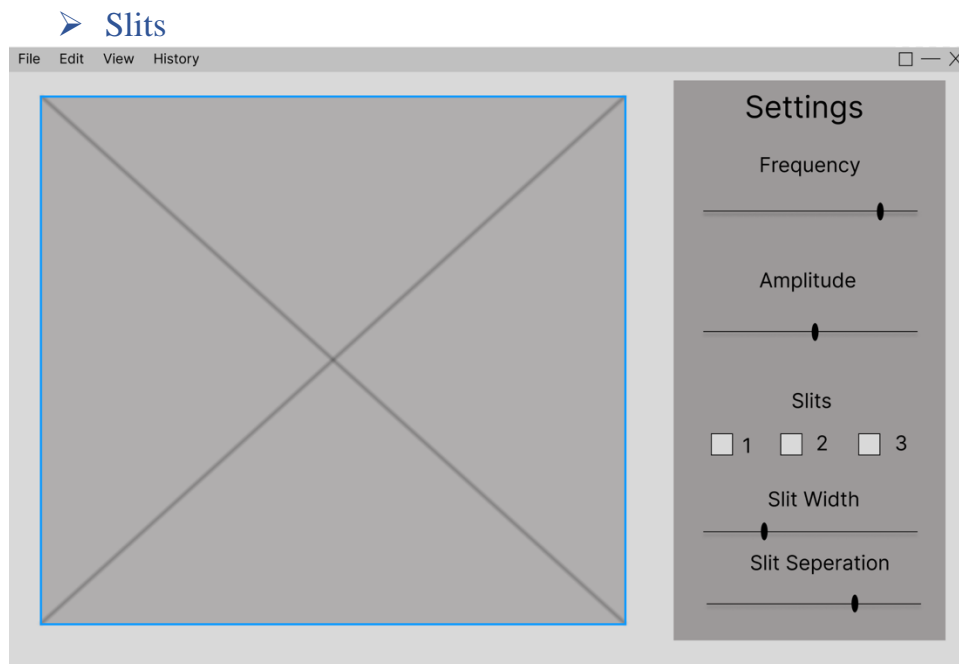 ➢ Slits
File Edit View History
Settings
Frequency
Amplitude
Slits
1 2 3
Slit Width
Slit Seperation